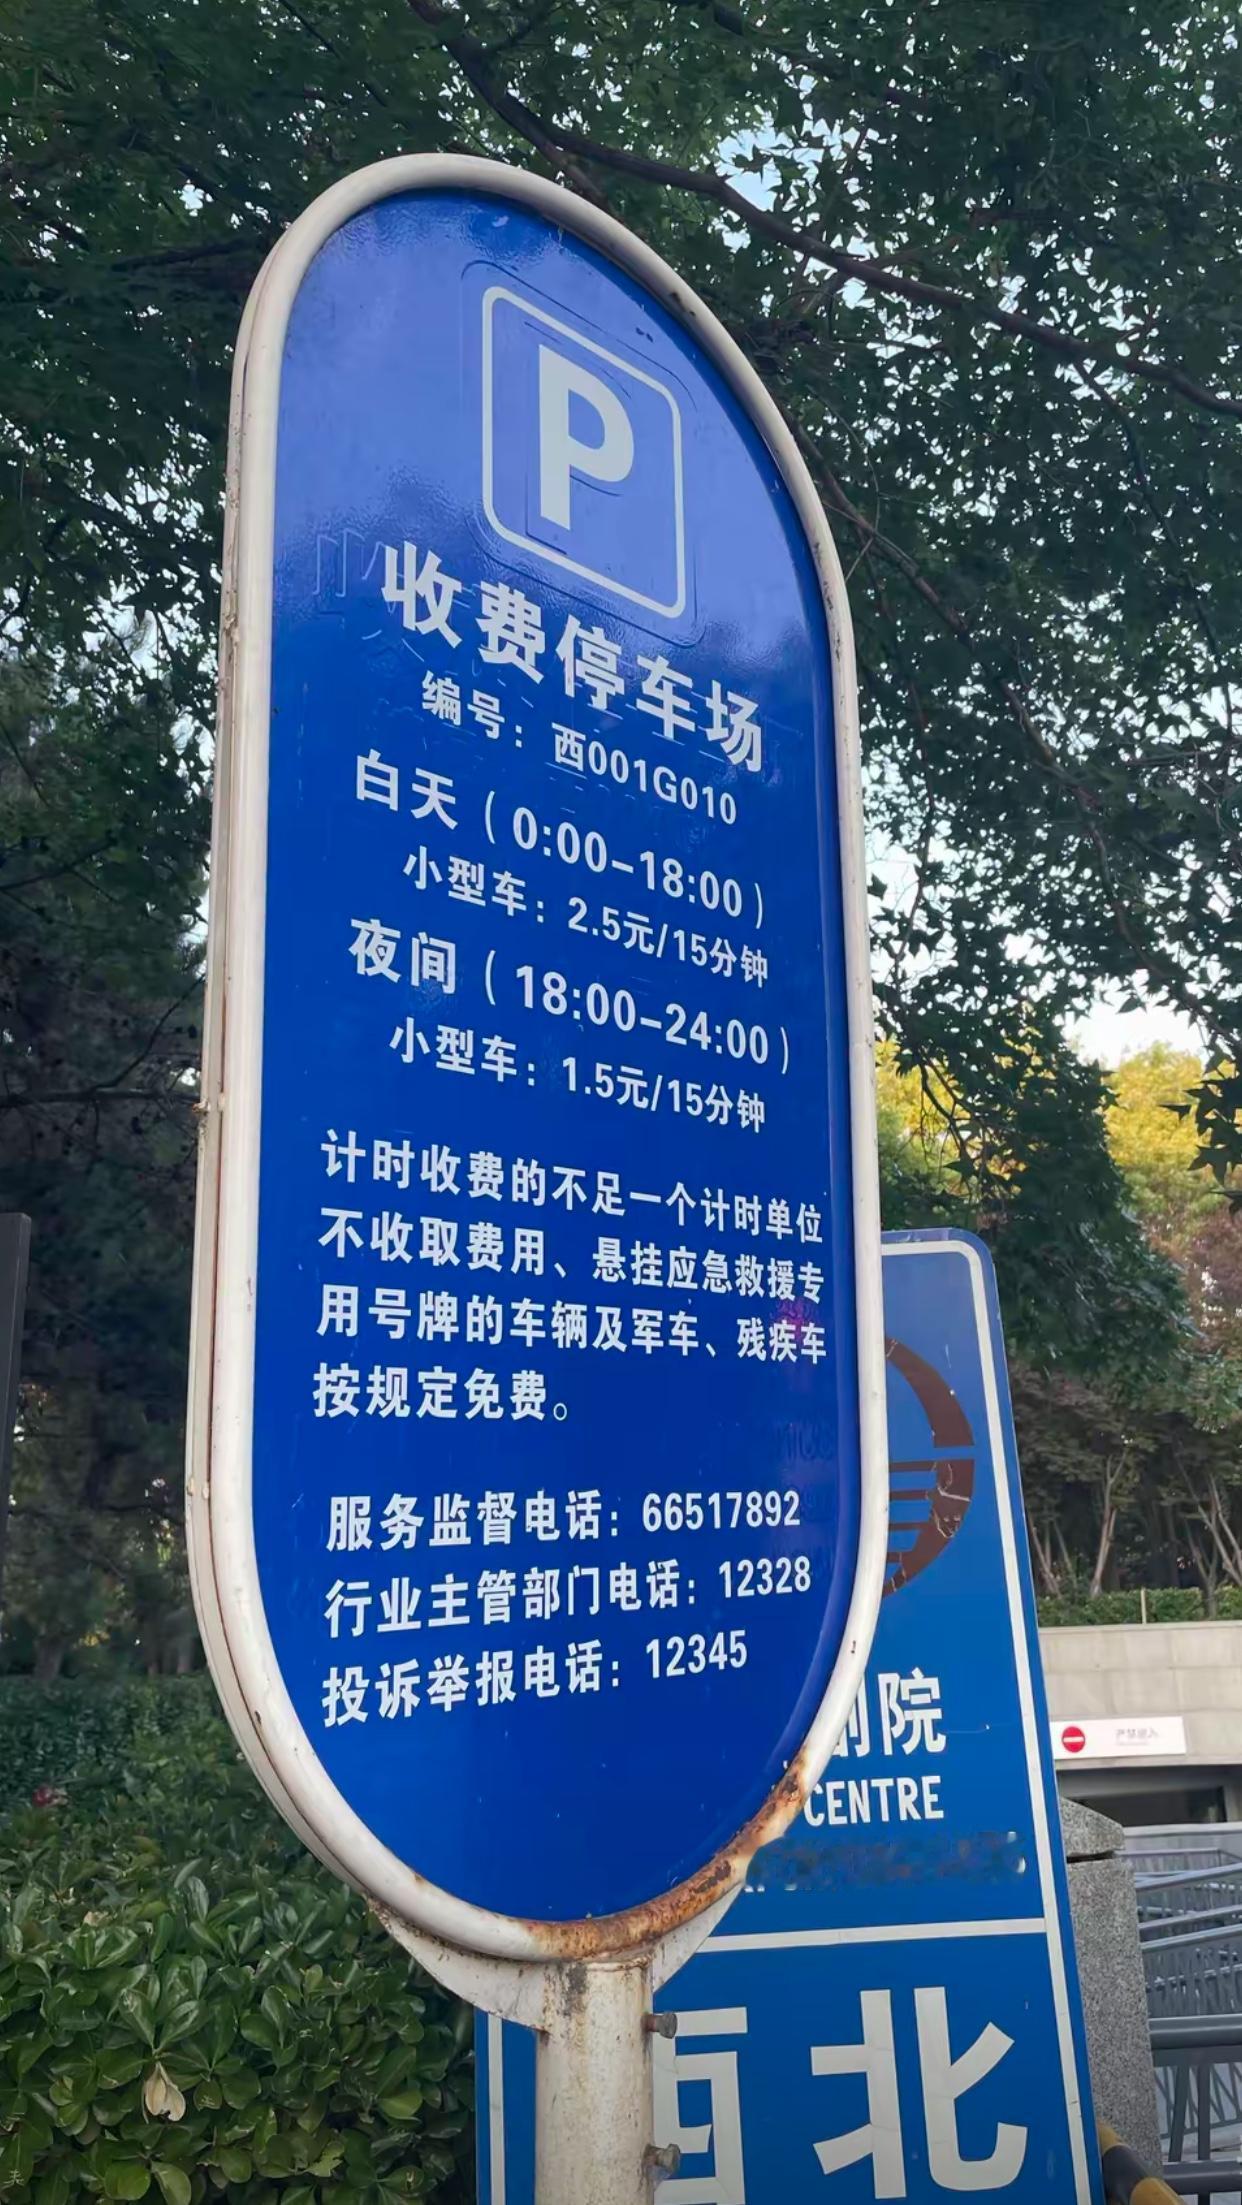 P
收费停车场
编号：西001G010
白天（0:00-18:00）
小型车：2.5元/15分钟
夜间（18:00-24:00）
小型车：1.5元/15分钟
计时收费的不足一个计时单位
不收取费用、悬挂应急救援专
用号牌的车辆及军车、残疾车
按规定免费。
服务监督电话：66517892
行业主管部门电话：12328
投诉举报电话：12345
剧院
CENTRE
西北
严禁驶入